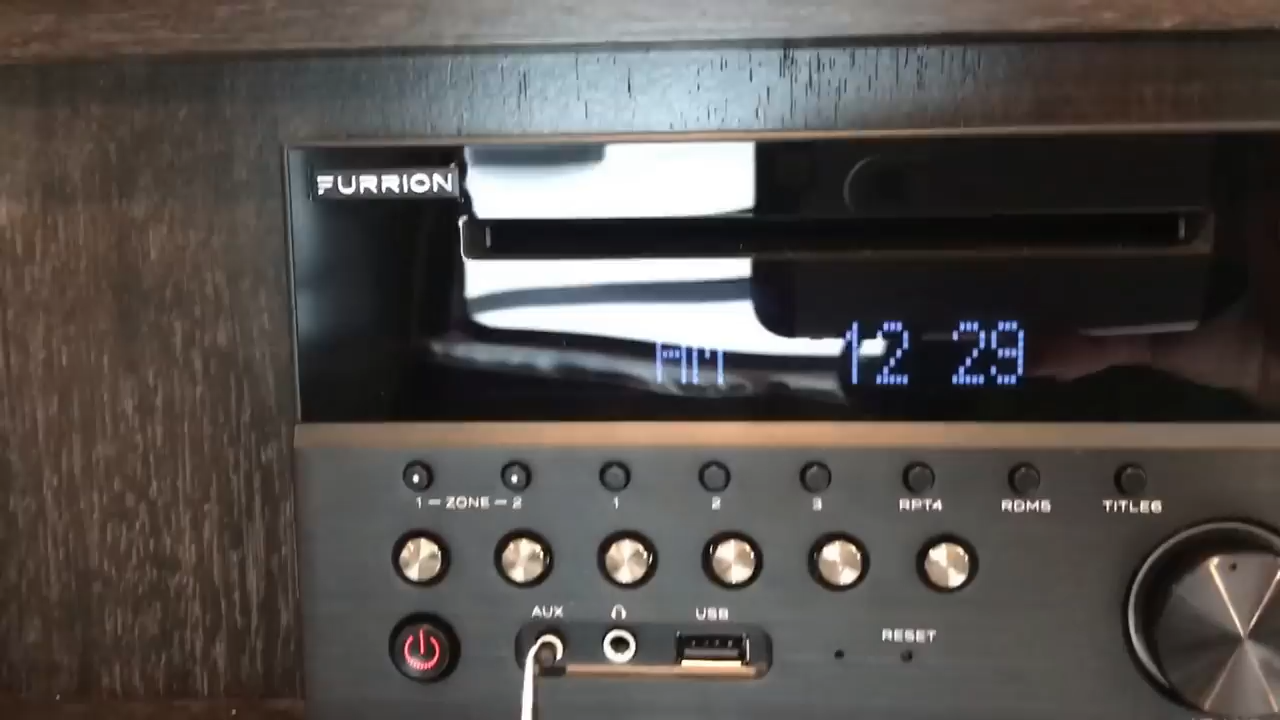 FURRION
AM 12 29
1 — ZONE — 2 1 2 3 RPT4 RDM5 TITLE6
AUX USB
RESET